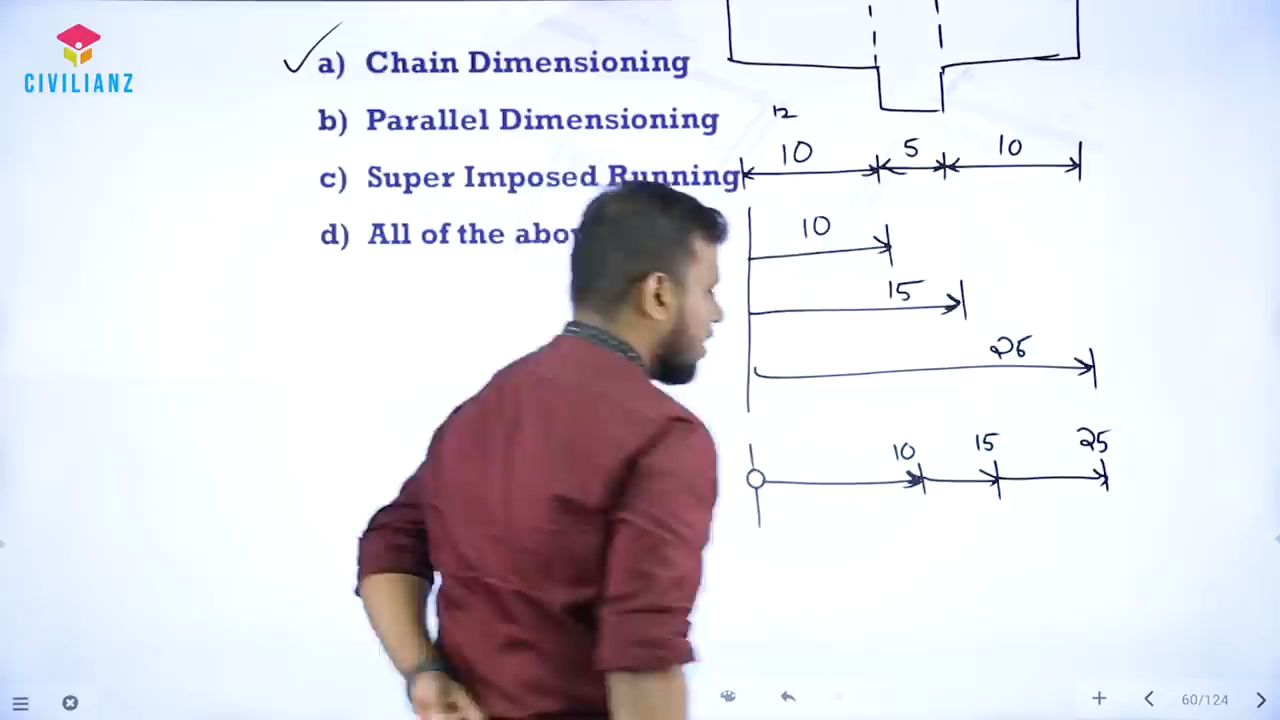 CIVILIANZ
a) Chain Dimensioning
b) Parallel Dimensioning
c) Super Imposed Running
d) All of the abo
12
10 5 10
10
15
25
10 15 25
60/124